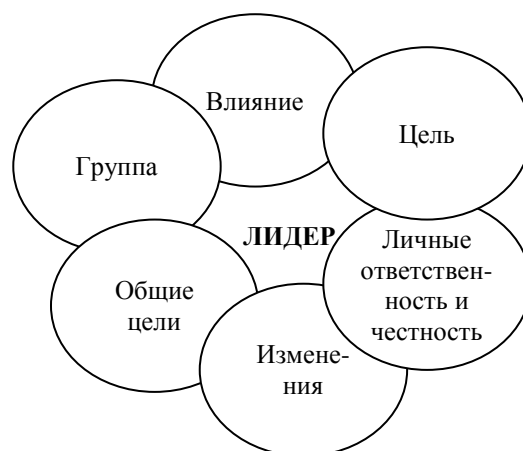 Влияние
Цель
Группа
ЛИДЕР
Личные
ответствен-
ность и
честность
Общие
цели
Измене-
ния